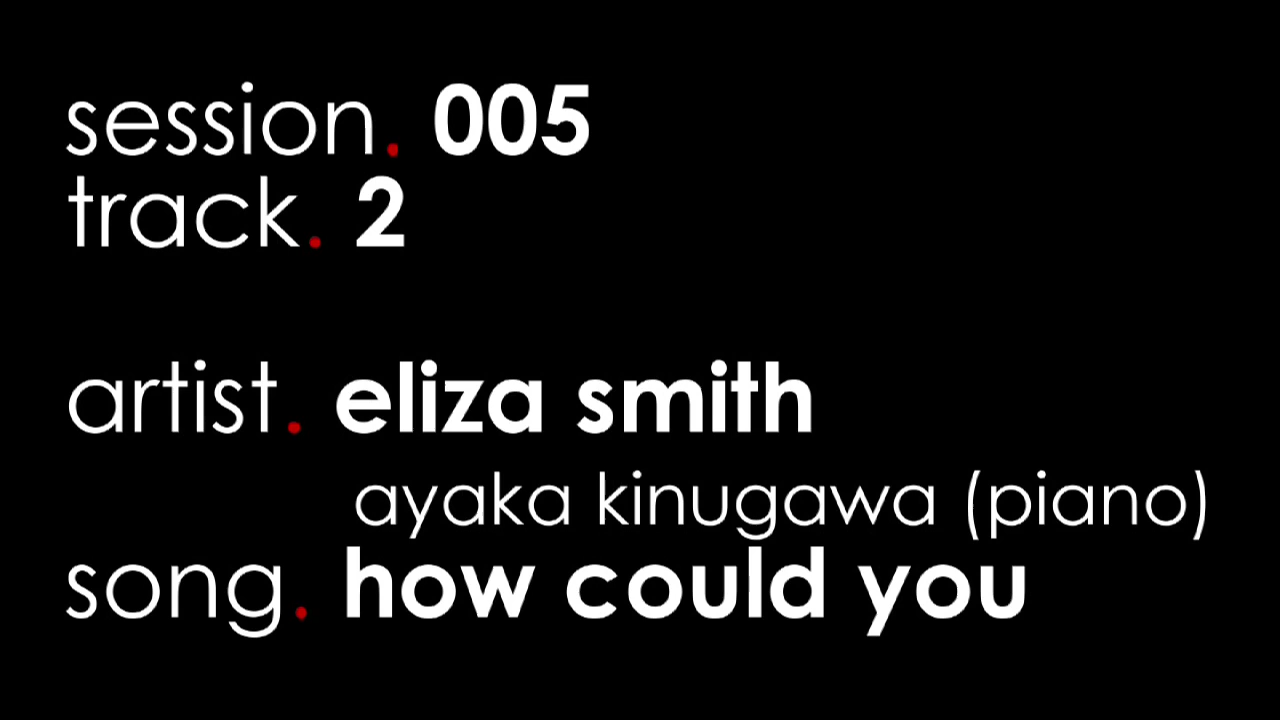 session. 005
track. 2
artist. eliza smith
ayaka kinugawa (piano)
song. how could you